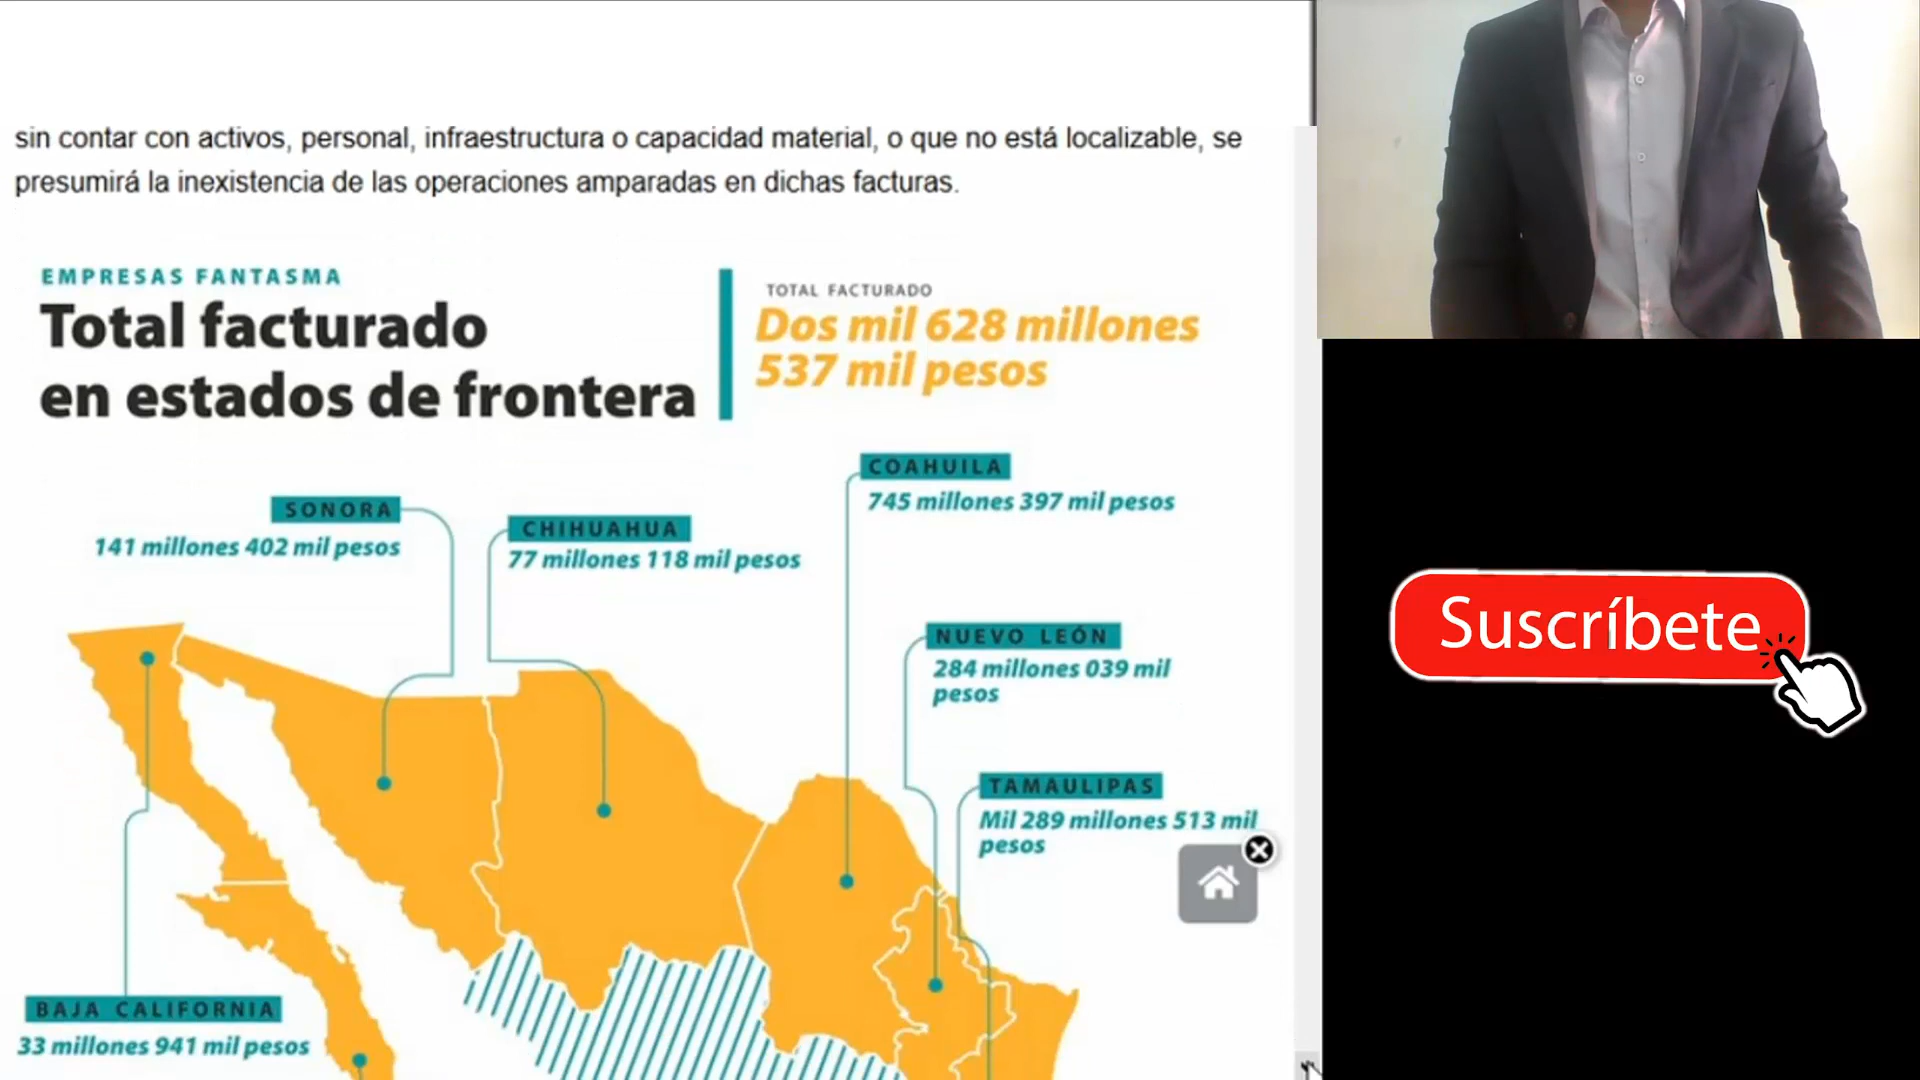 sin contar con activos, personal, infraestructura o capacidad material, o que no está localizable, se
presumirá la inexistencia de las operaciones amparadas en dichas facturas.
EMPRESAS FANTASMA
Total facturado
en estados de frontera
TOTAL FACTURADO
Dos mil 628 millones
537 mil pesos
COAHUILA
745 millones 397 mil pesos
SONORA
141 millones 402 mil pesos
CHIHUAHUA
77 millones 118 mil pesos
NUEVO LEÓN
284 millones 039 mil
pesos
TAMAULIPAS
Mil 289 millones 513 mil
pesos
BAJA CALIFORNIA
33 millones 941 mil pesos
Suscríbete